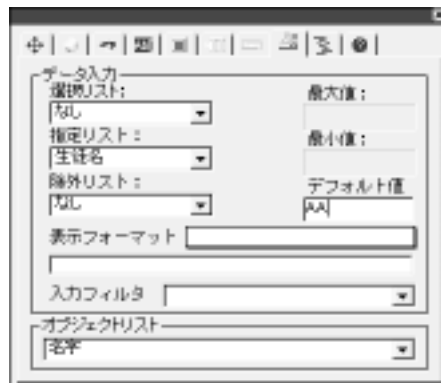 データ入力
選択リスト:
なし
最大値:
指定リスト:
生徒名
最小値:
除外リスト:
なし
デフォルト値
AA
表示フォーマット
入力フィルタ
オブジェクトリスト
名字